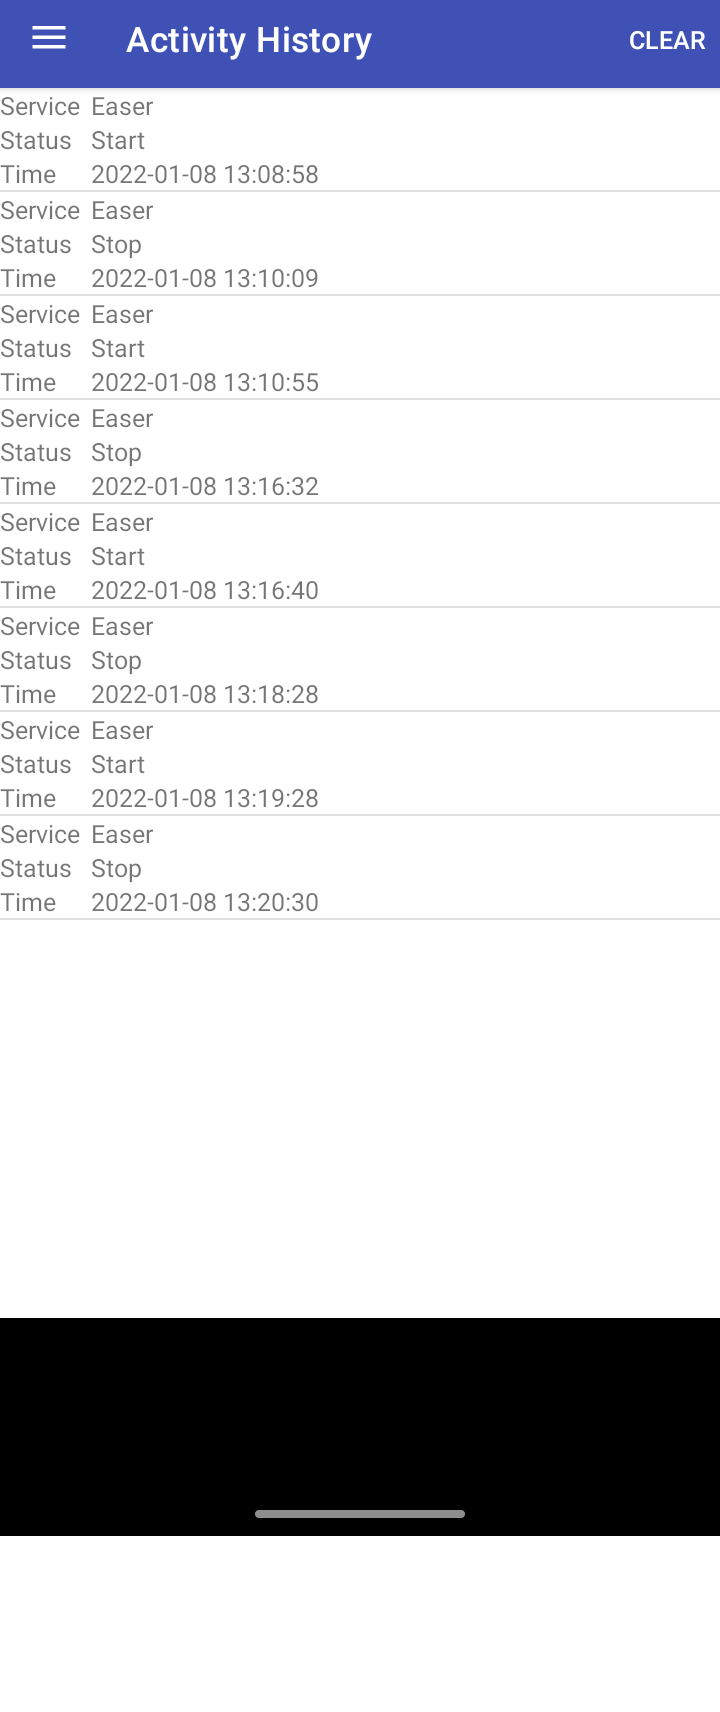 Activity History CLEAR
Service Easer
Status Start
Time 2022-01-08 13:08:58
Service Easer
Status Stop
Time 2022-01-08 13:10:09
Service Easer
Status Start
Time 2022-01-08 13:10:55
Service Easer
Status Stop
Time 2022-01-08 13:16:32
Service Easer
Status Start
Time 2022-01-08 13:16:40
Service Easer
Status Stop
Time 2022-01-08 13:18:28
Service Easer
Status Start
Time 2022-01-08 13:19:28
Service Easer
Status Stop
Time 2022-01-08 13:20:30